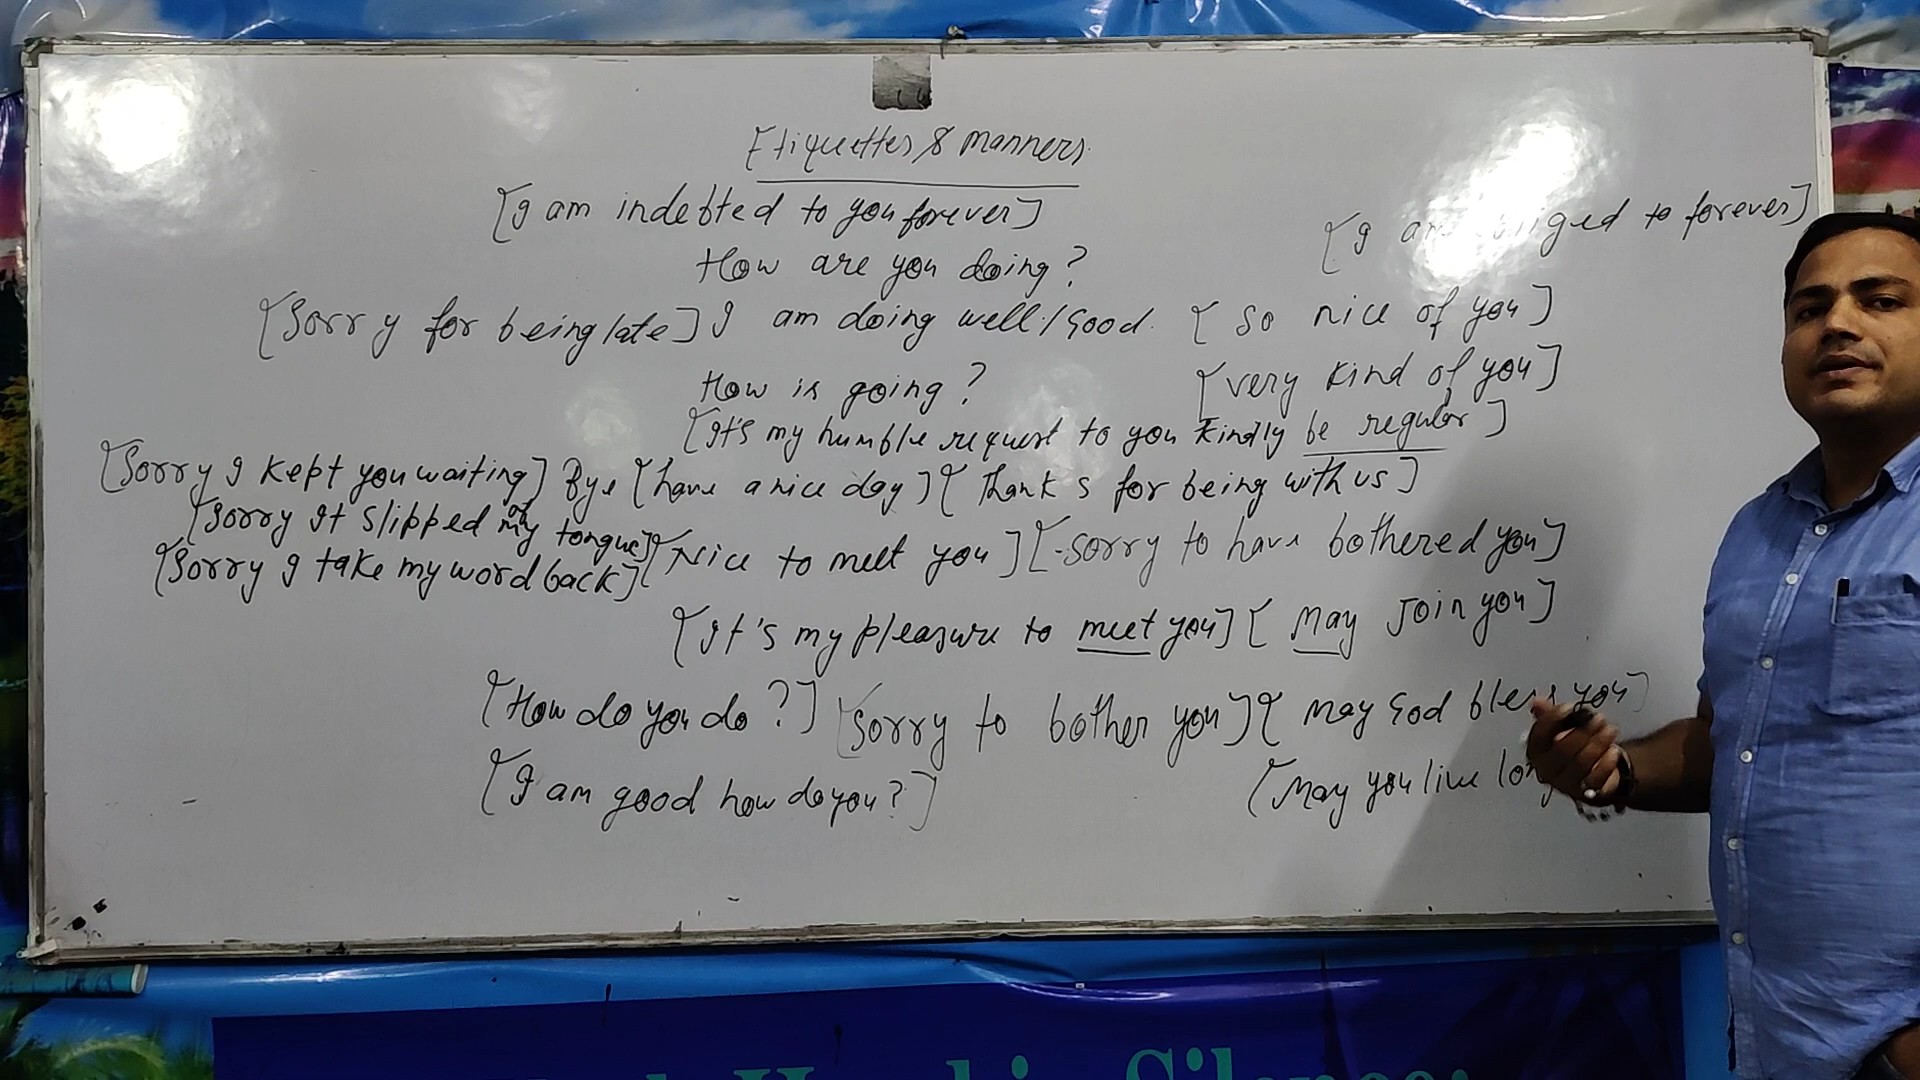 Etiquettes & manners
[I am indebted to you forever]
[I am obliged to forever]
How are you doing?
[Sorry for being late] I am doing well / Good. [so nice of you]
How is going? [very kind of you]
[It's my humble request to you kindly be regular]
[Sorry I kept you waiting] Bye [have a nice day] [Thanks for being with us]
[Sorry It slipped of my tongue]
[Nice to meet you] [-Sorry to have bothered you]
[Sorry I take my word back]
[It's my pleasure to meet you] [May Join you]
[How do you do?] [Sorry to bother you] [May God bless you]
[I am good how do you?] [May you live long